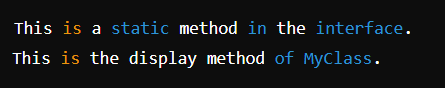 This is a static method in the interface.
This is the display method of MyClass.